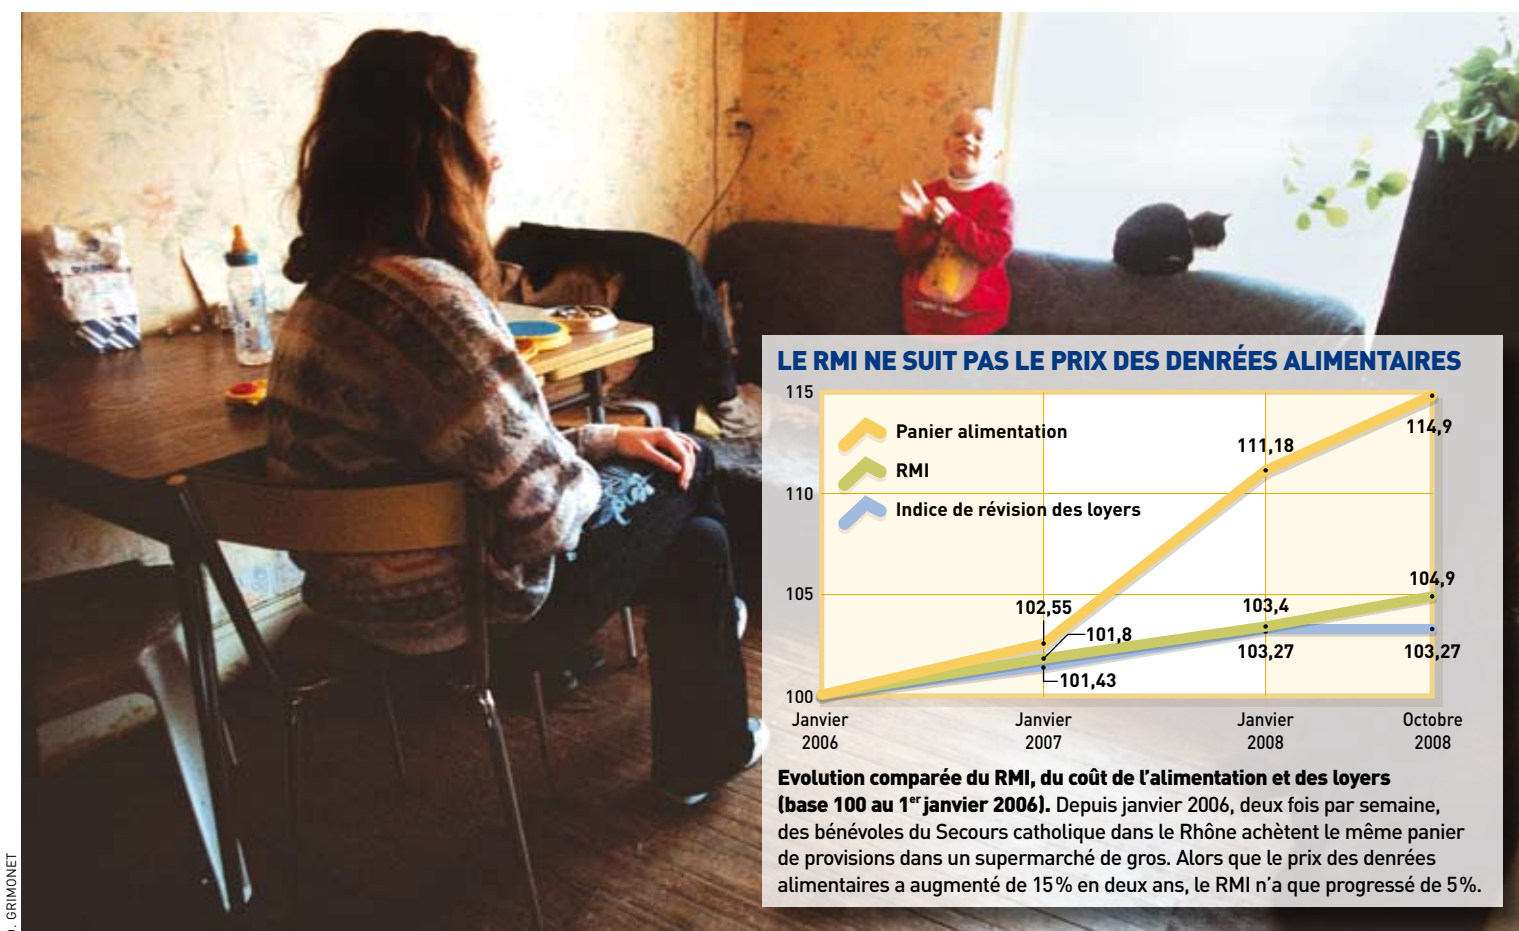 LE RMI NE SUIT PAS LE PRIX DES DENRÉES ALIMENTAIRES
115
110
105
100
Panier alimentation
RMI
Indice de révision des loyers
102,55
101,8
101,43
111,18
103,4
103,27
114,9
104,9
103,27
Janvier
2006
Janvier
2007
Janvier
2008
Octobre
2008
Evolution comparée du RMI, du coût de l'alimentation et des loyers
(base 100 au 1er janvier 2006). Depuis janvier 2006, deux fois par semaine,
des bénévoles du Secours catholique dans le Rhône achètent le même panier
de provisions dans un supermarché de gros. Alors que le prix des denrées
alimentaires a augmenté de 15% en deux ans, le RMI n'a que progressé de 5%.
GRIMONET